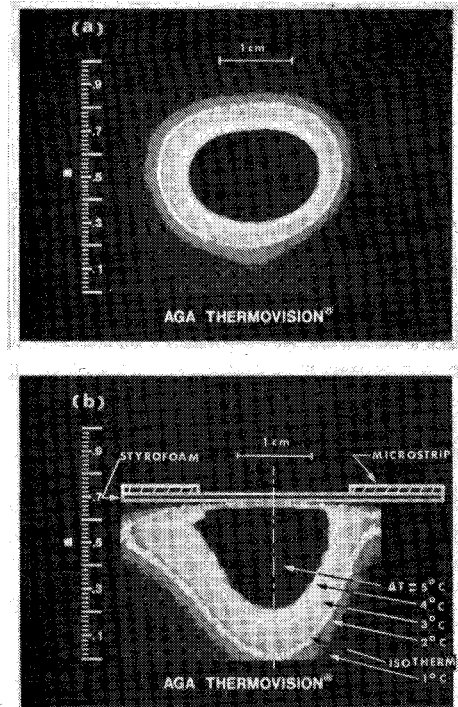 (a)
1 cm
.9
.7
.5
.3
.1
AGA THERMOVISION®
(b)
1 cm
STYROFOAM
MICROSTRIP
.9
.7
.5
.3
.1
ΔT ≧ 5°C
4°C
3°C
2°C
ISOTHERM
1°C
AGA THERMOVISION®